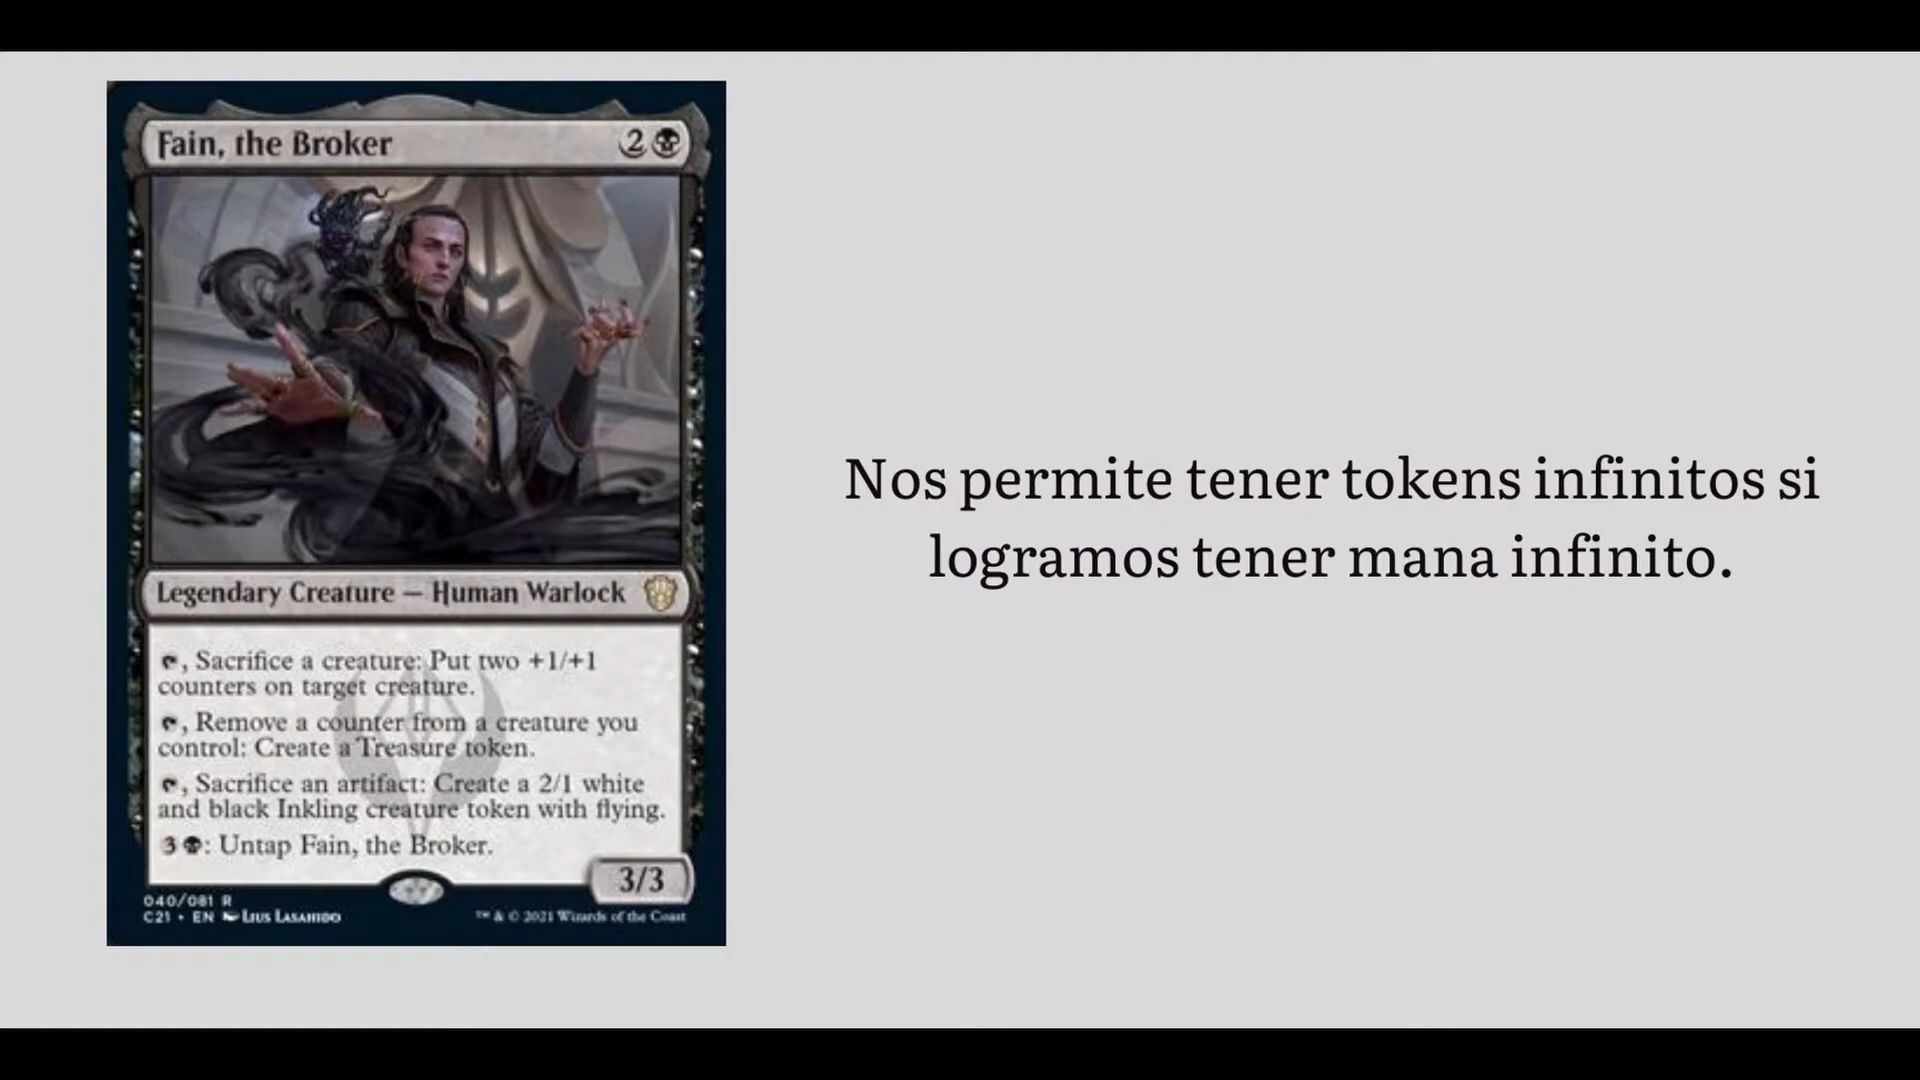 Fain, the Broker
2
Legendary Creature — Human Warlock
, Sacrifice a creature: Put two +1/+1
counters on target creature.
, Remove a counter from a creature you
control: Create a Treasure token.
, Sacrifice an artifact: Create a 2/1 white
and black Inkling creature token with flying.
3 : Untap Fain, the Broker.
3/3
040/081 R
C21 • EN Lius Lasahido
™ & © 2021 Wizards of the Coast
Nos permite tener tokens infinitos si
logramos tener mana infinito.